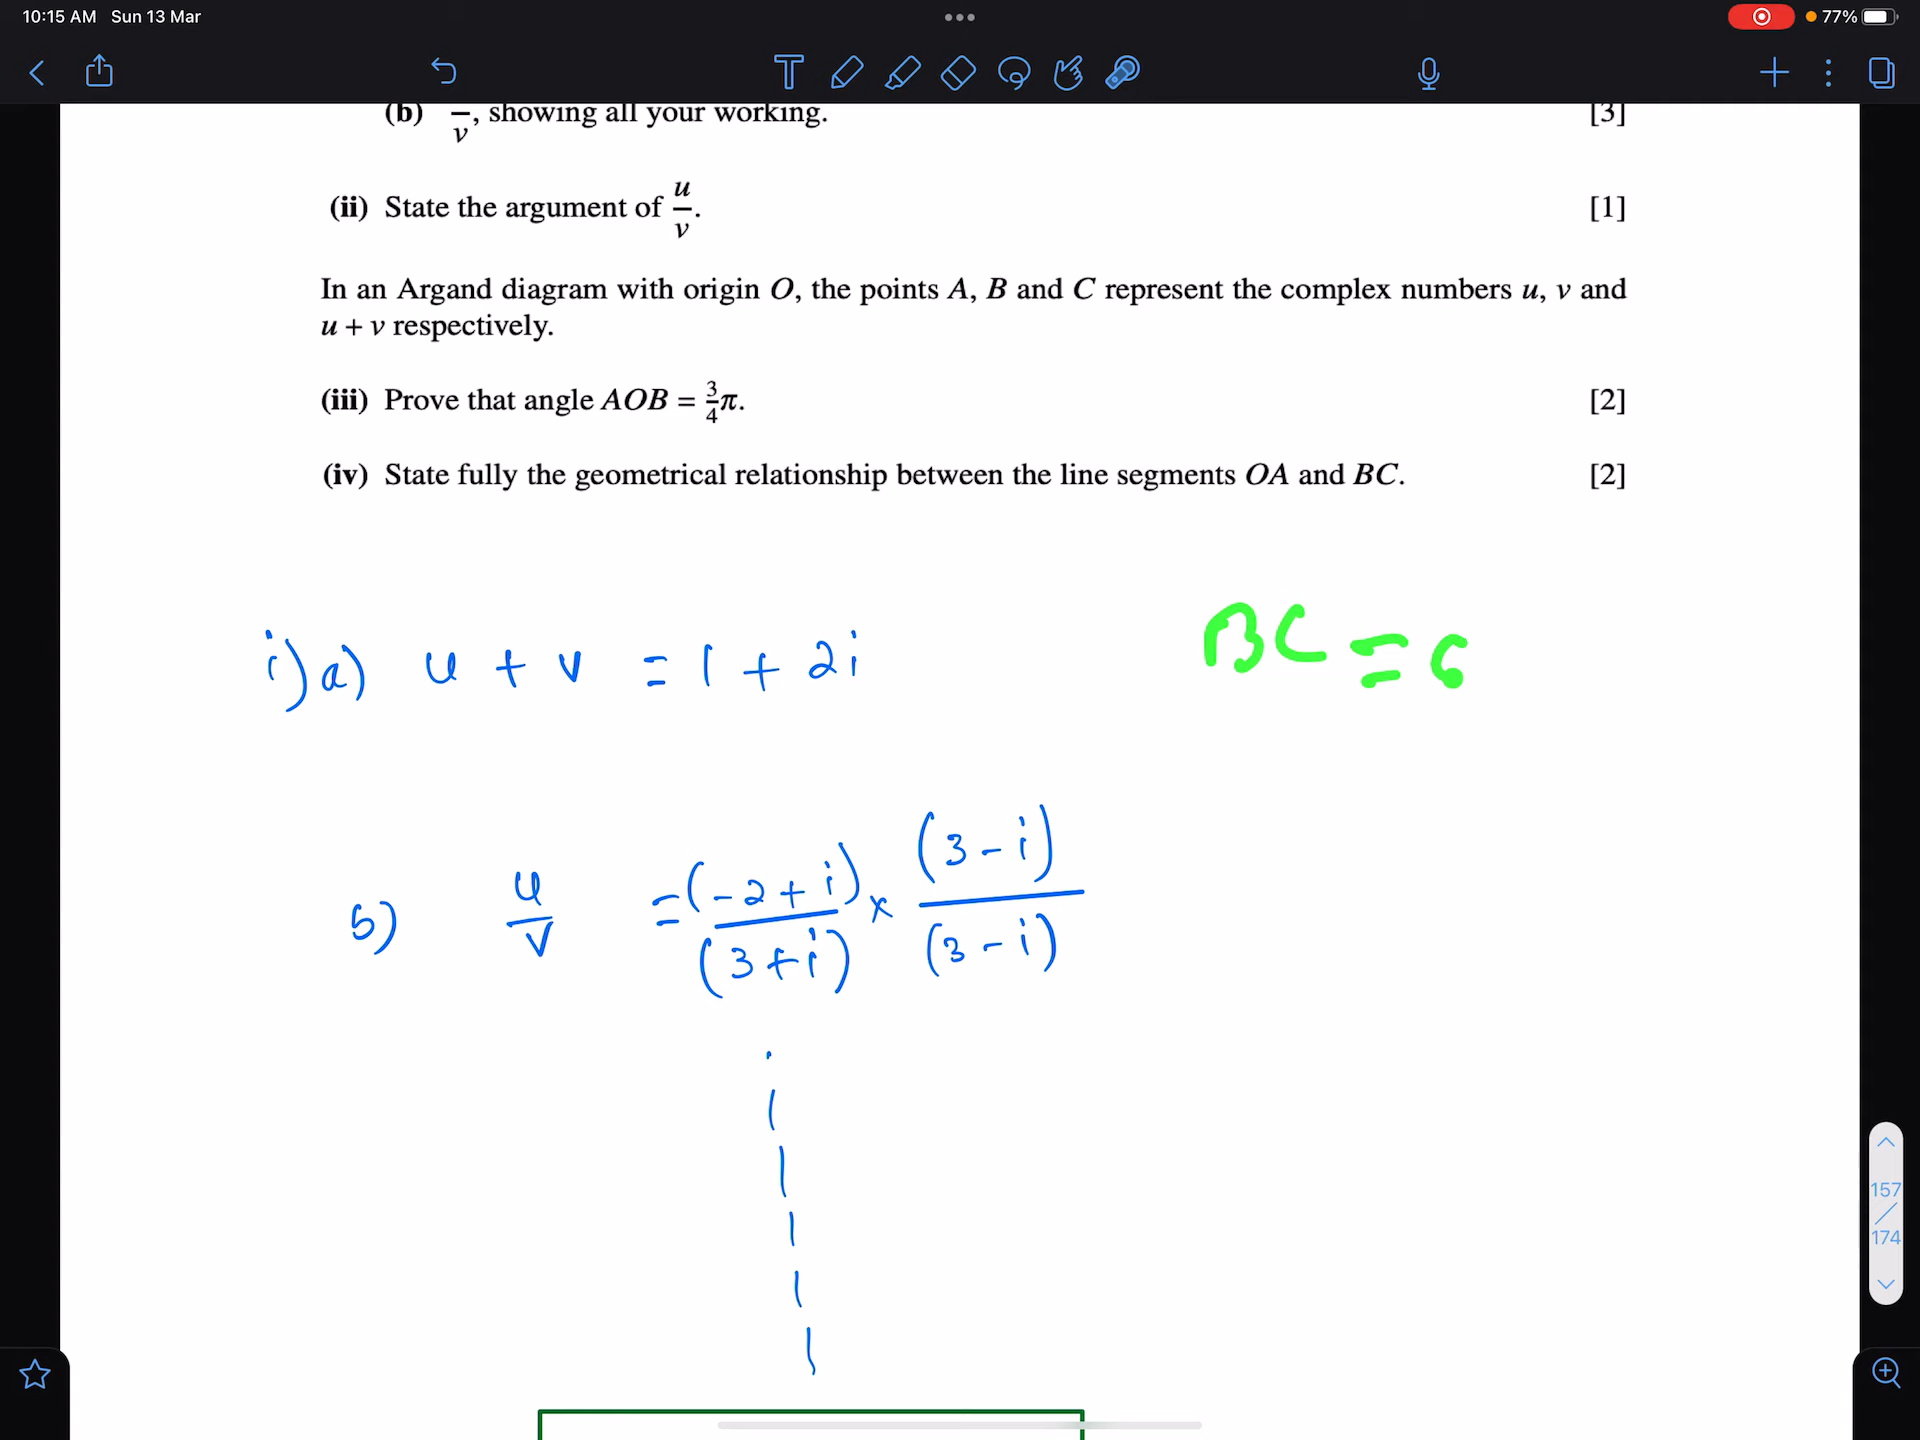 10:15 AM Sun 13 Mar
77%
(b) —/v, showing all your working. [3]
(ii) State the argument of u/v. [1]
In an Argand diagram with origin O, the points A, B and C represent the complex numbers u, v and
u + v respectively.
(iii) Prove that angle AOB = 3/4π. [2]
(iv) State fully the geometrical relationship between the line segments OA and BC. [2]
i) a) u + v = 1 + 2i
BC =
b) u/v = (-2 + i)/(3 + i) × (3 - i)/(3 - i)
157
/
174